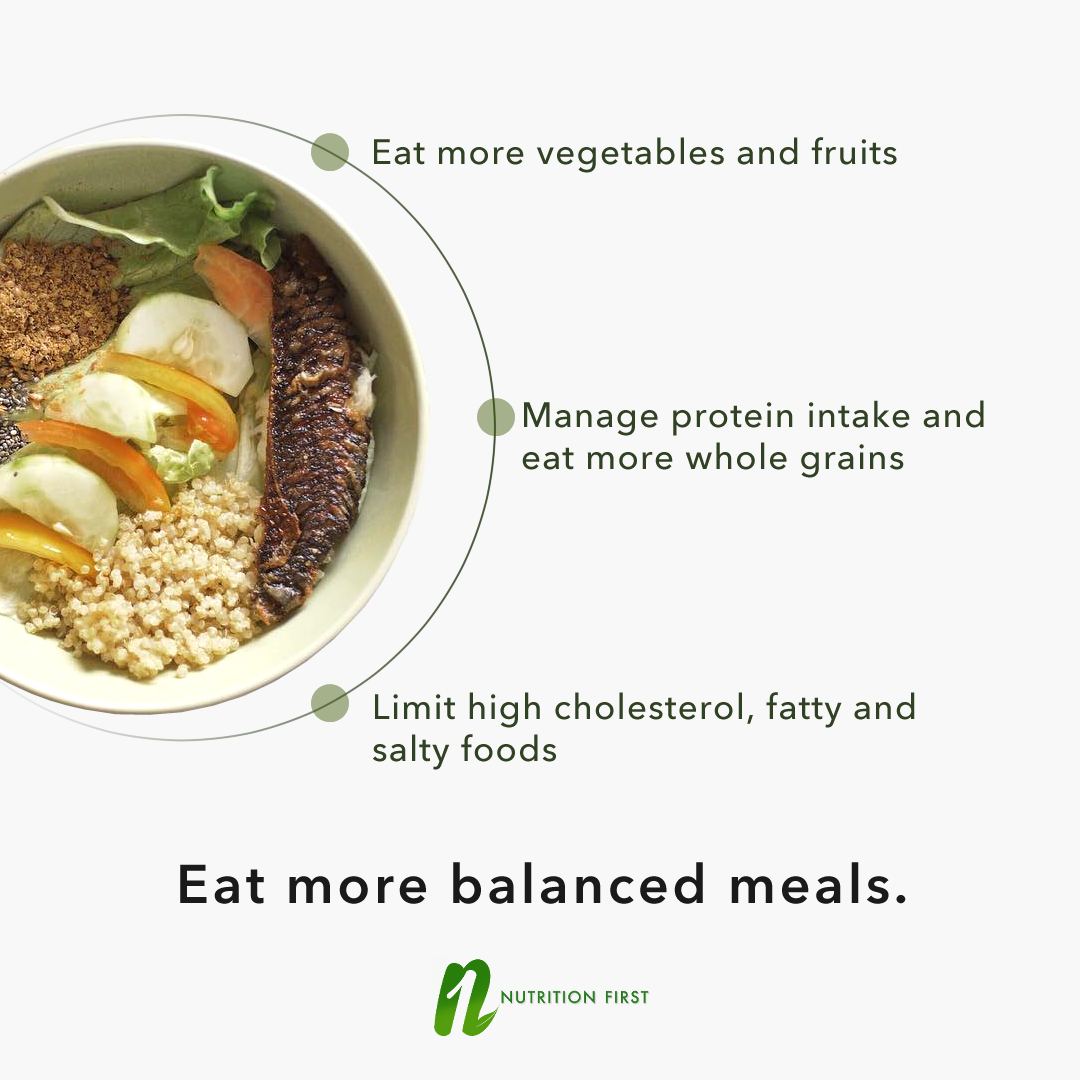 Eat more vegetables and fruits
Manage protein intake and
eat more whole grains
Limit high cholesterol, fatty and
salty foods
Eat more balanced meals.
NUTRITION FIRST